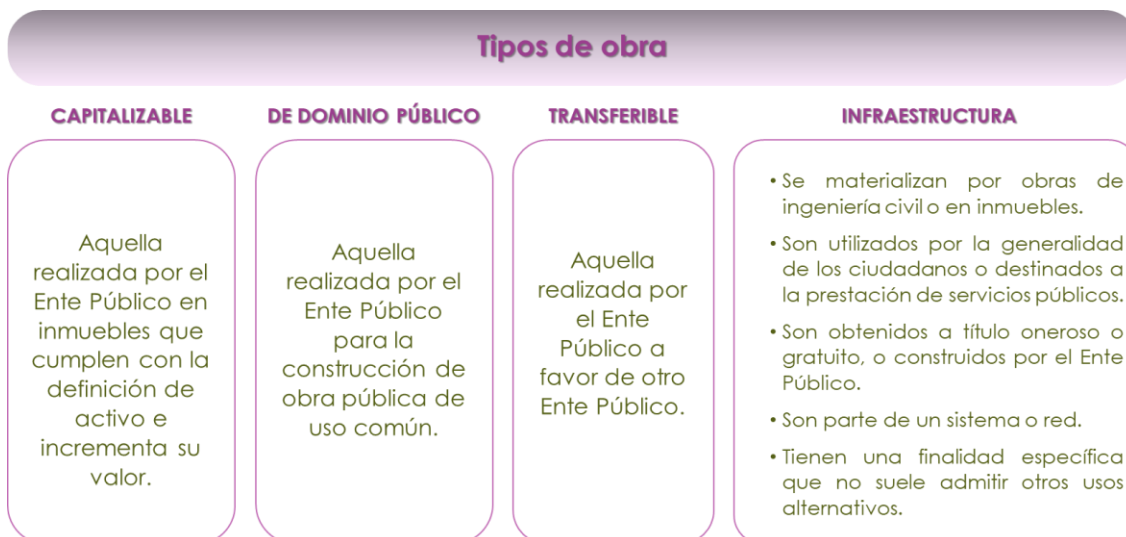 Tipos de obra
CAPITALIZABLE
Aquella
realizada por el
Ente Público en
inmuebles que
cumplen con la
definición de
activo e
incrementa su
valor.
DE DOMINIO PÚBLICO
Aquella
realizada por el
Ente Público
para la
construcción de
obra pública de
uso común.
TRANSFERIBLE
Aquella
realizada por
el Ente
Público a
favor de otro
Ente Público.
INFRAESTRUCTURA
• Se materializan por obras de
ingeniería civil o en inmuebles.
• Son utilizados por la generalidad
de los ciudadanos o destinados a
la prestación de servicios públicos.
• Son obtenidos a título oneroso o
gratuito, o construidos por el Ente
Público.
• Son parte de un sistema o red.
• Tienen una finalidad específica
que no suele admitir otros usos
alternativos.